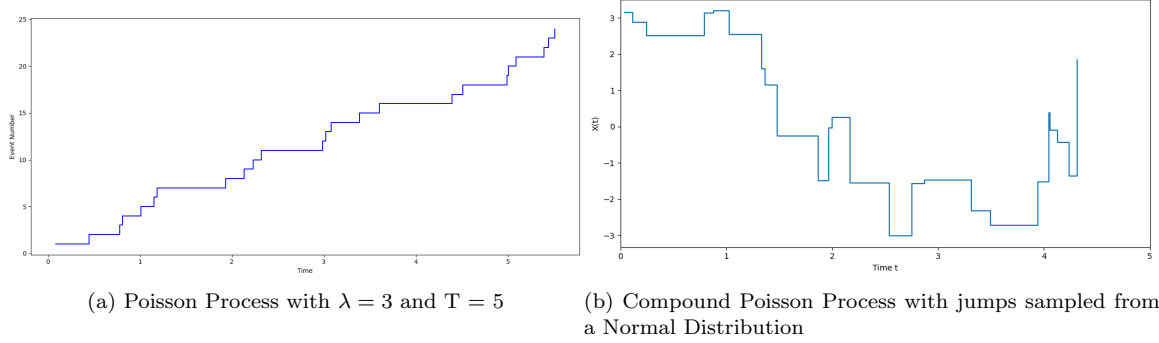 25
20
15
10
5
0
Event Number
0 1 2 3 4 5
Time
3
2
1
0
−1
−2
−3
X(t)
0 1 2 3 4 5
Time t
(a) Poisson Process with λ = 3 and T = 5
(b) Compound Poisson Process with jumps sampled from
a Normal Distribution